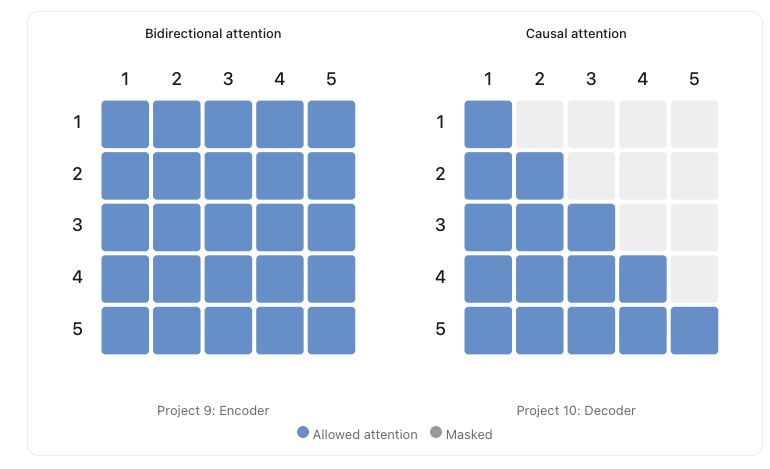 Bidirectional attention
1 2 3 4 5
1
2
3
4
5
Project 9: Encoder
Causal attention
1 2 3 4 5
1
2
3
4
5
Project 10: Decoder
Allowed attention Masked